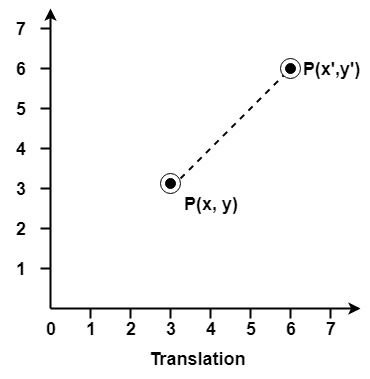 7
6
P(x',y')
5
4
3
P(x, y)
2
1
0 1 2 3 4 5 6 7
Translation